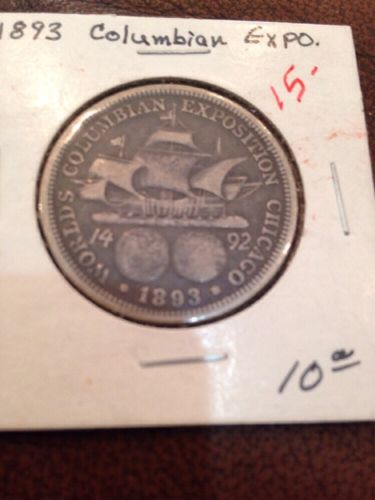 1893 Columbian Expo.
15.-
WORLD'S COLUMBIAN EXPOSITION CHICAGO
14 92
1893
10